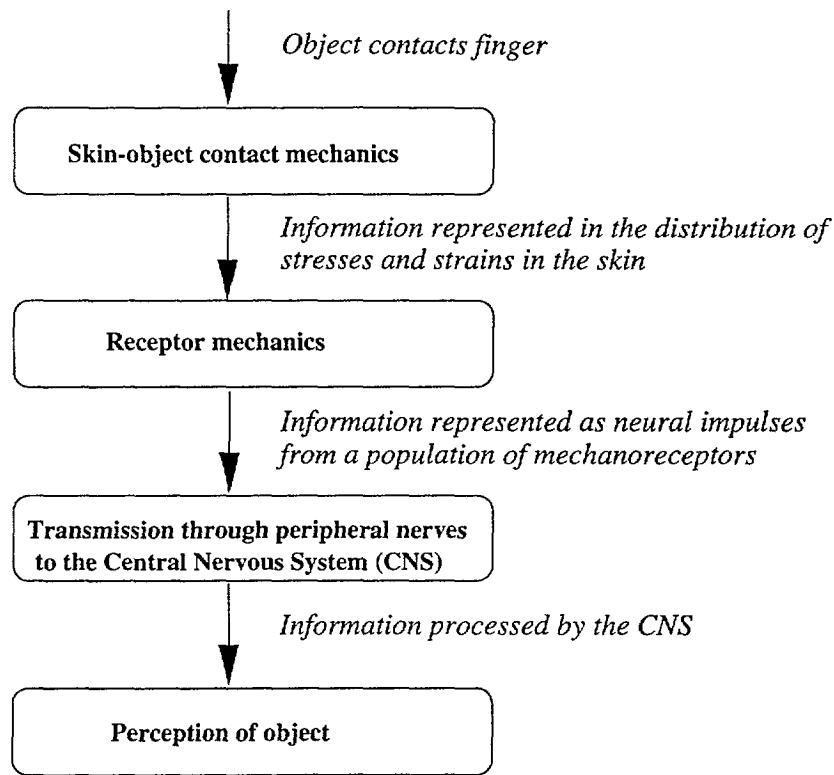 Object contacts finger
Skin-object contact mechanics
Information represented in the distribution of
stresses and strains in the skin
Receptor mechanics
Information represented as neural impulses
from a population of mechanoreceptors
Transmission through peripheral nerves
to the Central Nervous System (CNS)
Information processed by the CNS
Perception of object